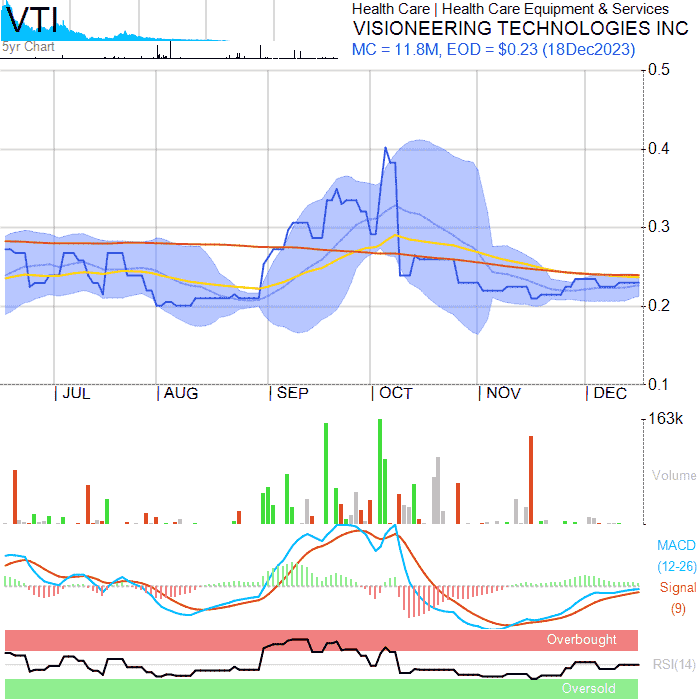 VTI
5yr Chart
Health Care | Health Care Equipment & Services
VISIONEERING TECHNOLOGIES INC
MC = 11.8M, EOD = $0.23 (18Dec2023)
0.5
0.4
0.3
0.2
0.1
JUL AUG SEP OCT NOV DEC
163k
Volume
MACD
(12-26)
Signal
(9)
Overbought
RSI(14)
Oversold